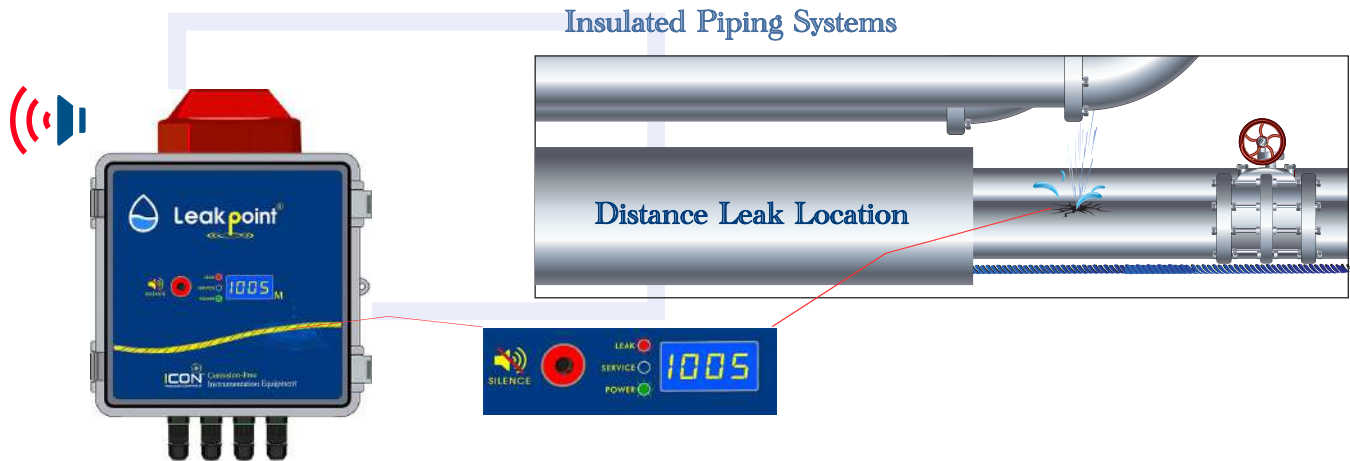 Insulated Piping Systems
Distance Leak Location
Leakpoint®
LEAK
SERVICE
POWER
SILENCE
1005 M
ICON
Corrosion-Free
Instrumentation Equipment
LEAK
SERVICE
POWER
SILENCE
1005